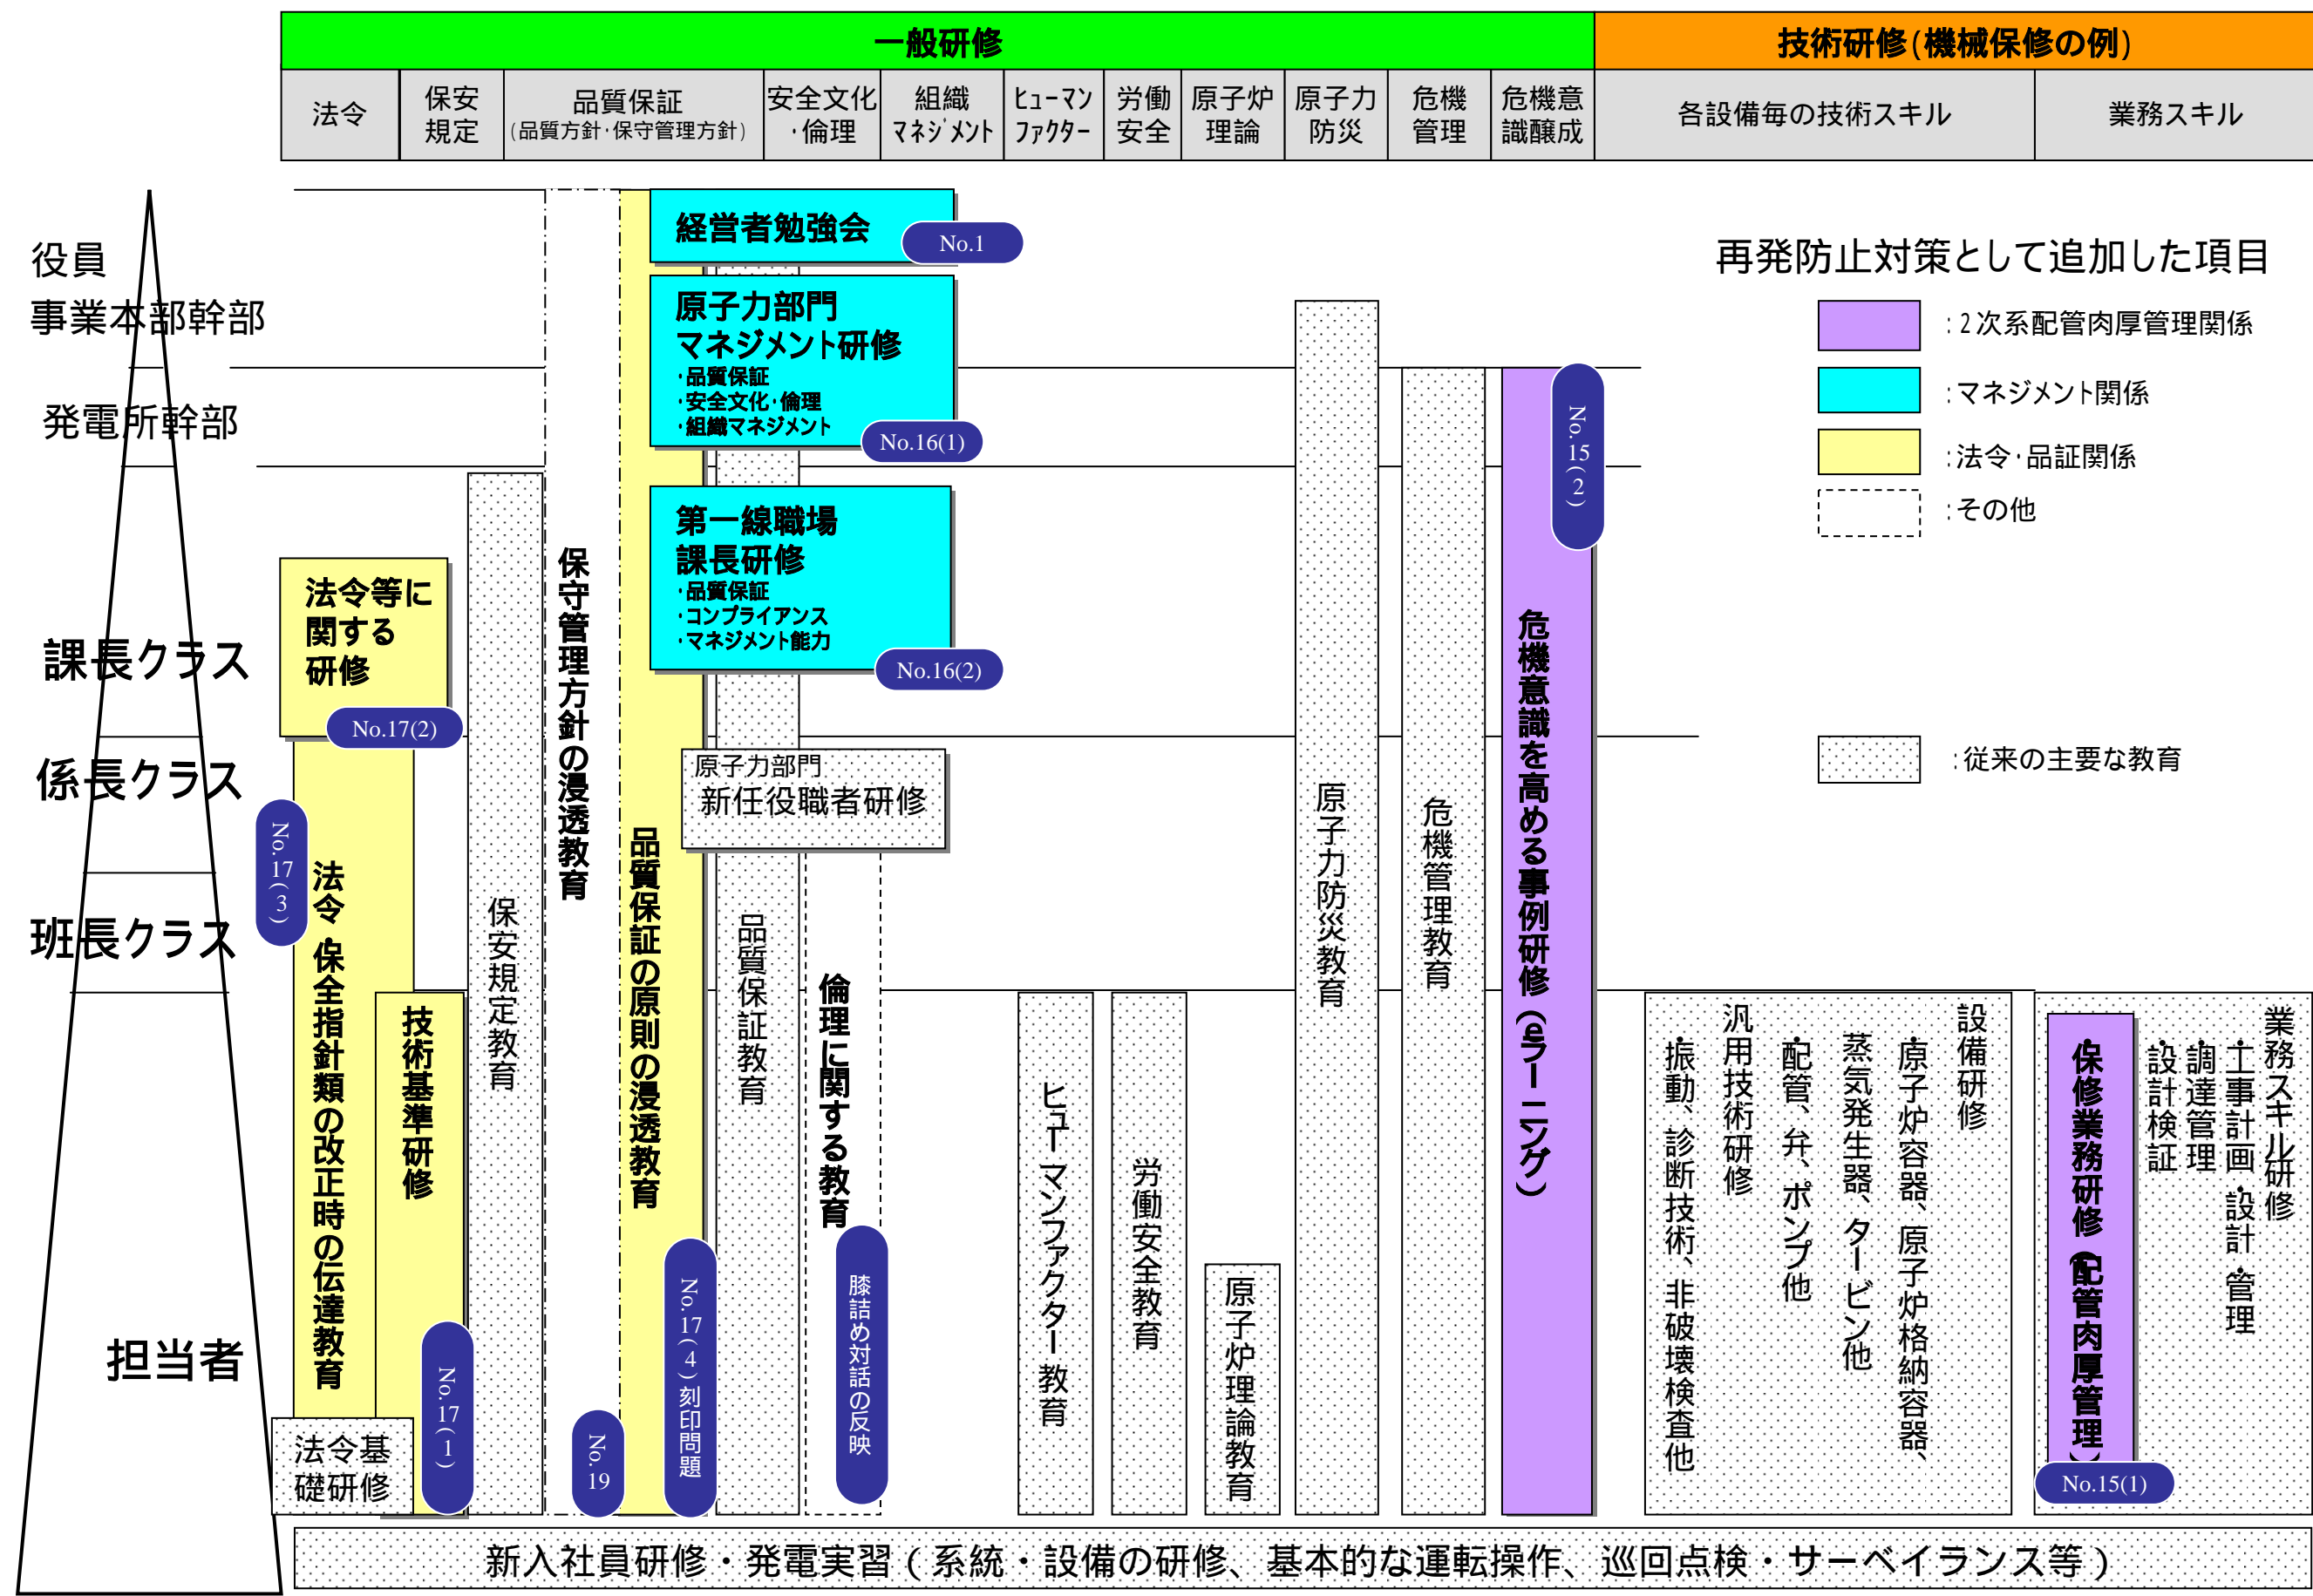 一般研修
技術研修(機械保修の例)
法令
保安
規定
品質保証
(品質方針・保守管理方針)
安全文化
・倫理
組織
マネジメント
ヒューマン
ファクター
労働
安全
原子炉
理論
原子力
防災
危機
管理
危機意
識醸成
各設備毎の技術スキル
業務スキル
役員
事業本部幹部
発電所幹部
課長クラス
係長クラス
班長クラス
担当者
経営者勉強会
No.1
原子力部門
マネジメント研修
・品質保証
・安全文化・倫理
・組織マネジメント
No.16(1)
第一線職場
課長研修
・品質保証
・コンプライアンス
・マネジメント能力
No.16(2)
再発防止対策として追加した項目
:2次系配管肉厚管理関係
:マネジメント関係
:法令・品証関係
:その他
:従来の主要な教育
法令等に
関する
研修
No.17(2)
No.17(3)
法令・保全指針類の改正時の伝達教育
技術基準研修
No.17(1)
法令基
礎研修
保安規定教育
保守管理方針の浸透教育
No.19
品質保証の原則の浸透教育
No.17(4)刻印問題
原子力部門
新任役職者研修
品質保証教育
倫理に関する教育
膝詰め対話の反映
ヒューマンファクター教育
労働安全教育
原子炉理論教育
原子力防災教育
危機管理教育
危機意識を高める事例研修(eラーニング)
No.15(2)
設備研修
・原子炉容器、原子炉格納容器、
蒸気発生器、タービン他
・配管、弁、ポンプ他
汎用技術研修
・振動、診断技術、非破壊検査他
業務スキル研修
・工事計画・設計・管理
・調達管理
・設計検証
・保修業務研修(配管肉厚管理)
No.15(1)
新入社員研修・発電実習(系統・設備の研修、基本的な運転操作、巡回点検・サーベイランス等)